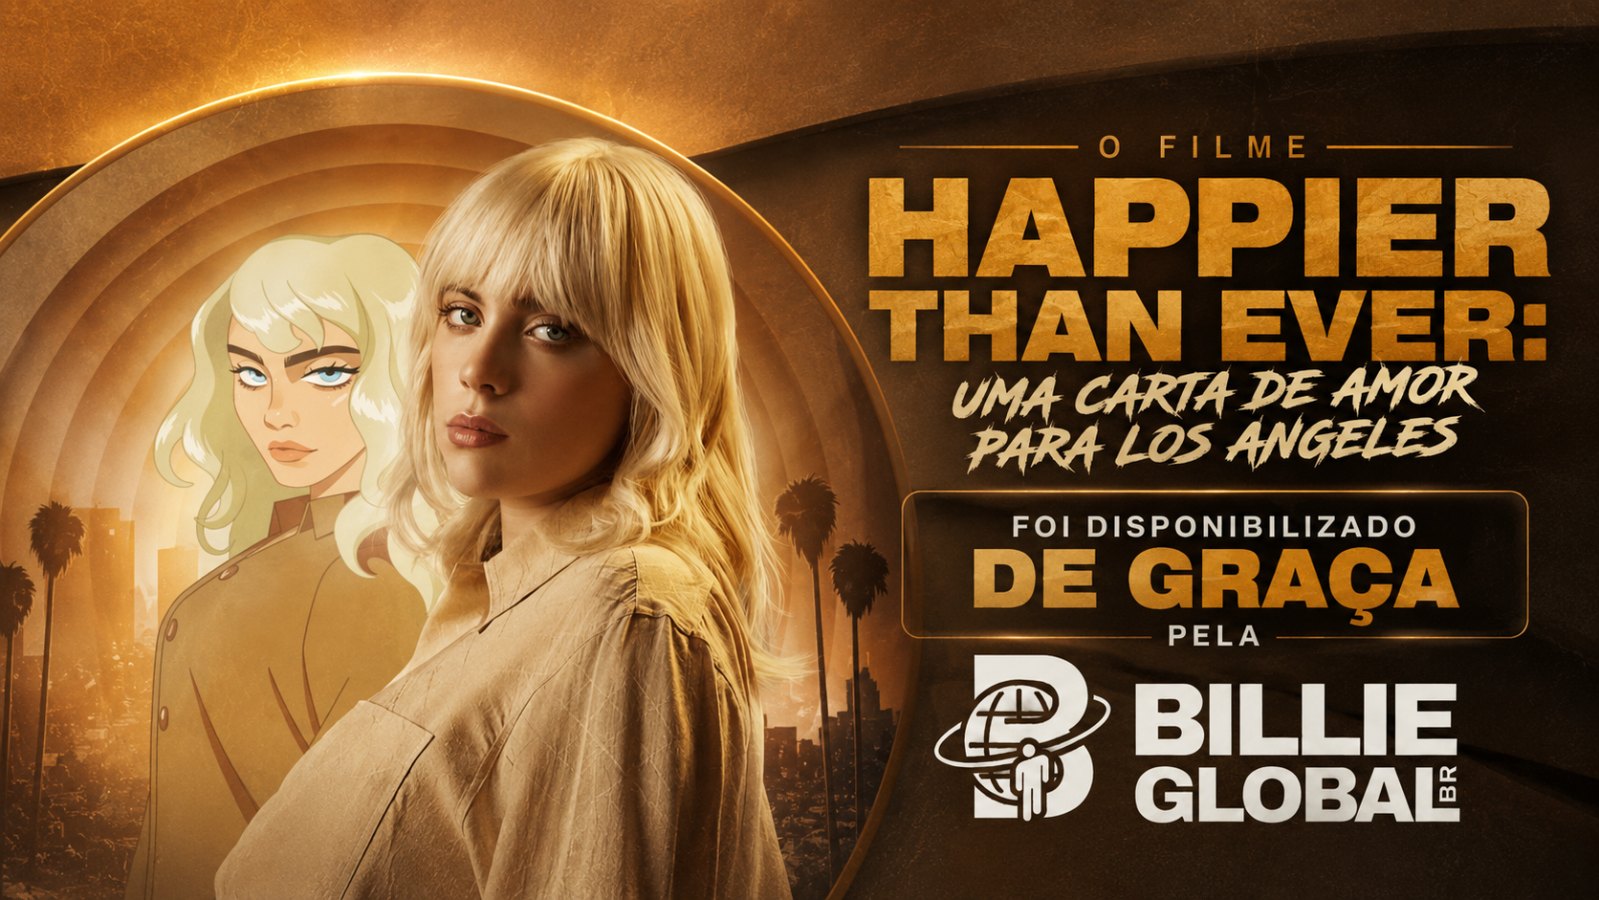 O FILME
HAPPIER
THAN EVER:
UMA CARTA DE AMOR
PARA LOS ANGELES
FOI DISPONIBILIZADO
DE GRAÇA
PELA
B
BILLIE
GLOBAL
BR